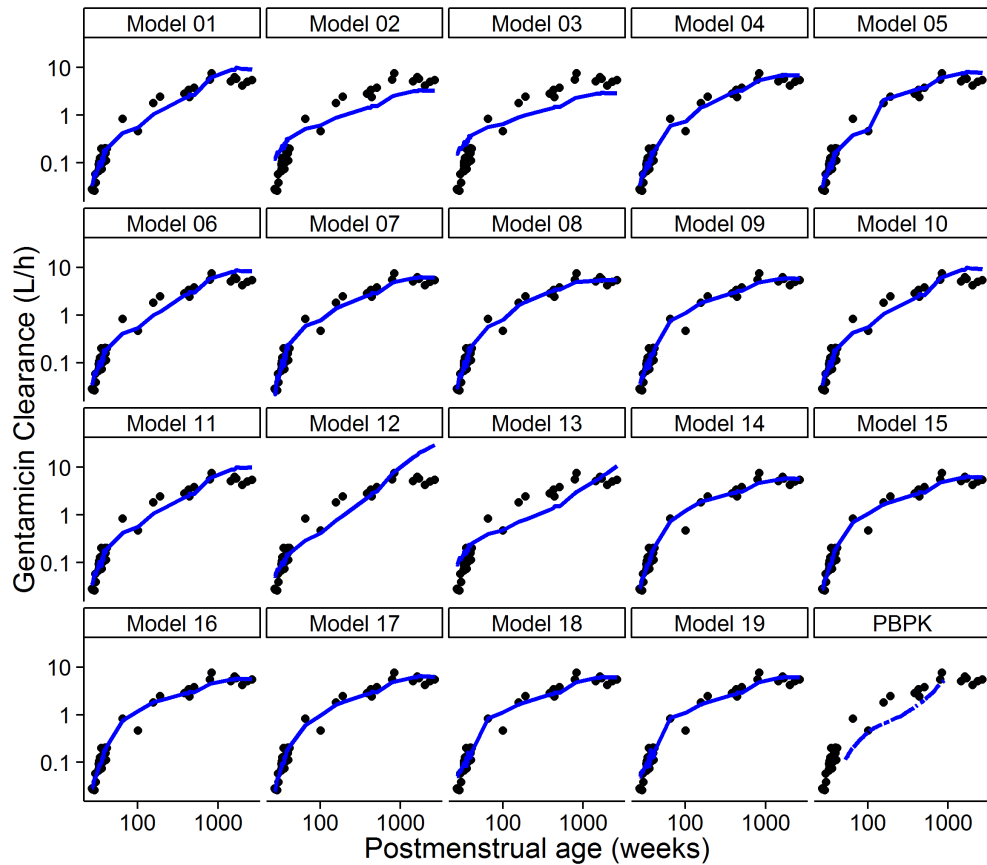 Model 01 Model 02 Model 03 Model 04 Model 05
10
1
0.1
Model 06 Model 07 Model 08 Model 09 Model 10
10
1
0.1
Model 11 Model 12 Model 13 Model 14 Model 15
10
1
0.1
Model 16 Model 17 Model 18 Model 19 PBPK
10
1
0.1
100 1000 100 1000 100 1000 100 1000 100 1000
Postmenstrual age (weeks)
Gentamicin Clearance (L/h)